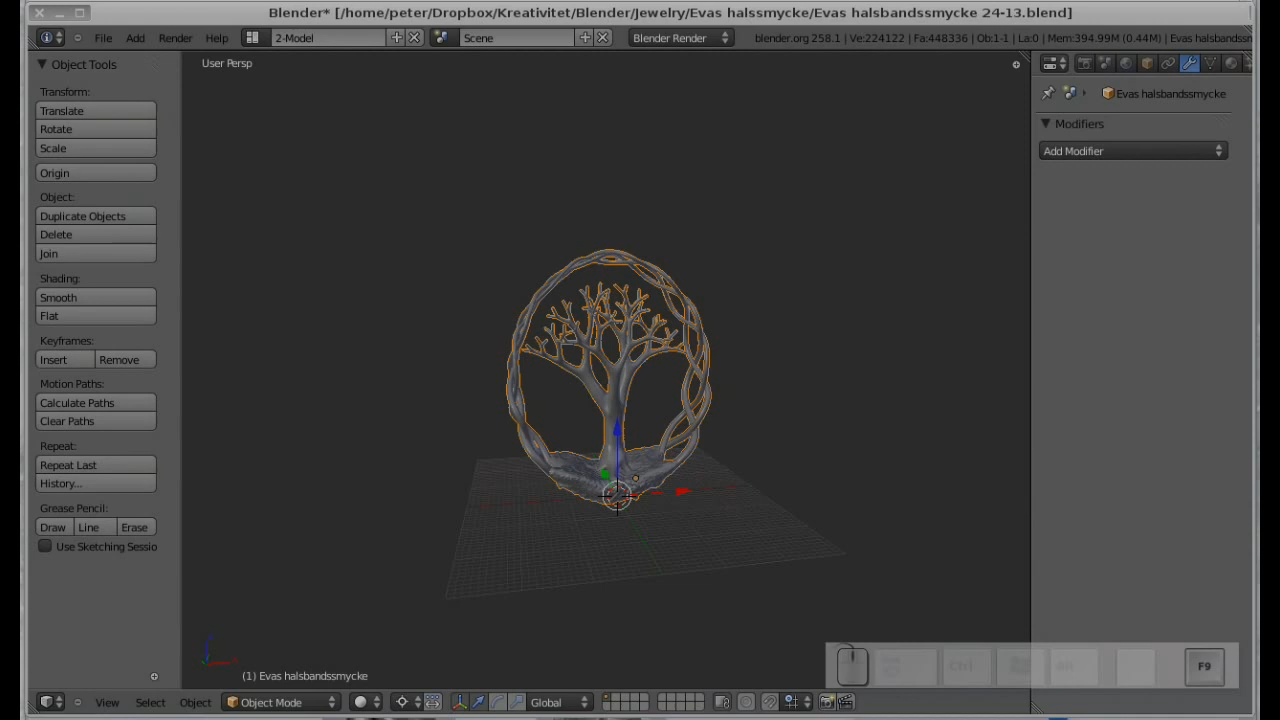 Blender* [/home/peter/Dropbox/Kreativitet/Blender/Jewelry/Evas halssmycke/Evas halsbandssmycke 24-13.blend]
File Add Render Help 2-Model Scene Blender Render blender.org 258.1 | Ve:224122 | Fa:448336 | Ob:1-1 | La:0 | Mem:394.99M (0.44M) | Evas halsbandssm
Object Tools
User Persp
Transform:
Translate
Rotate
Scale
Origin
Object:
Duplicate Objects
Delete
Join
Shading:
Smooth
Flat
Keyframes:
Insert Remove
Motion Paths:
Calculate Paths
Clear Paths
Repeat:
Repeat Last
History...
Grease Pencil:
Draw Line Erase
Use Sketching Sessio
Evas halsbandssmycke
Modifiers
Add Modifier
Ctrl Alt F9
(1) Evas halsbandssmycke
View Select Object Object Mode Global